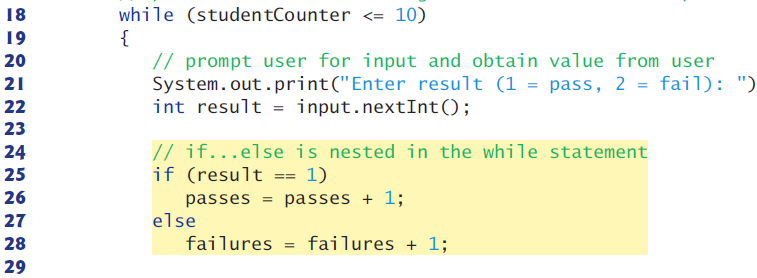 18 while (studentCounter <= 10)
19 {
20 // prompt user for input and obtain value from user
21 System.out.print("Enter result (1 = pass, 2 = fail): ")
22 int result = input.nextInt();
23
24 // if...else is nested in the while statement
25 if (result == 1)
26 passes = passes + 1;
27 else
28 failures = failures + 1;
29